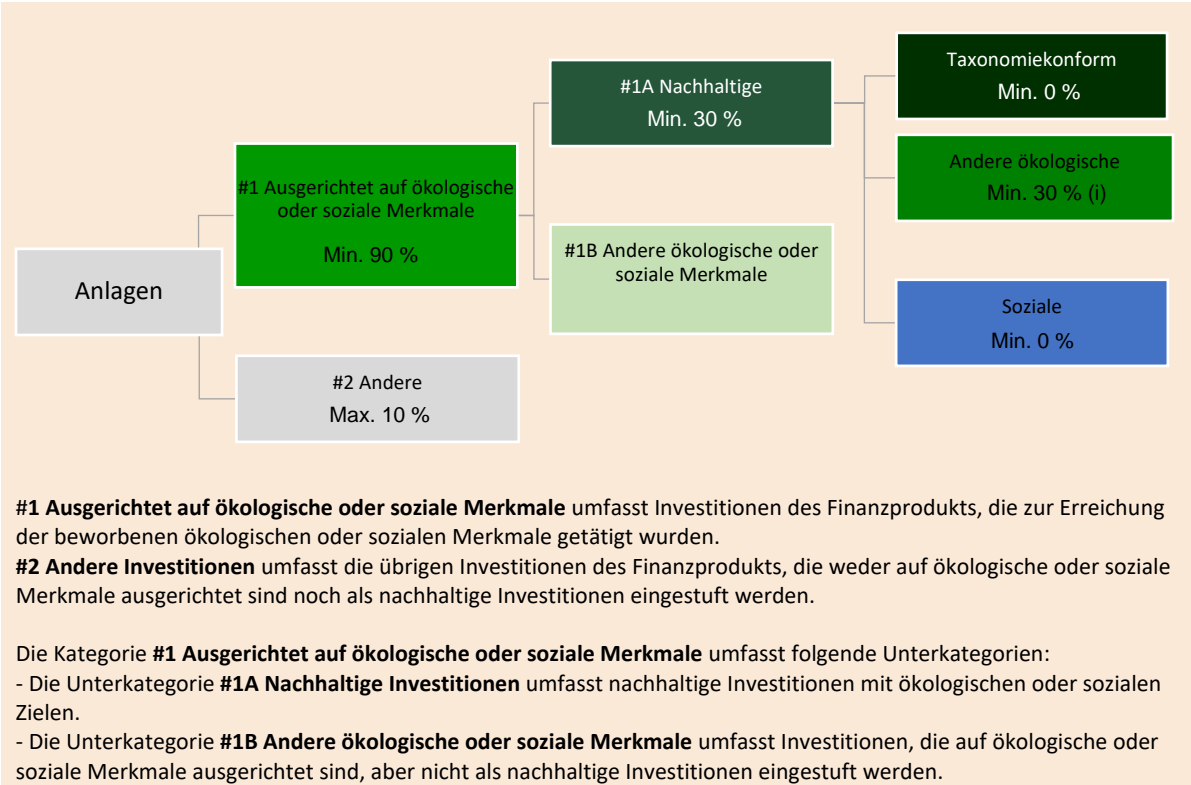 Taxonomiekonform
Min. 0 %
#1A Nachhaltige
Min. 30 %
Andere ökologische
Min. 30 % (i)
#1 Ausgerichtet auf ökologische
oder soziale Merkmale
Min. 90 %
#1B Andere ökologische oder
soziale Merkmale
Anlagen
Soziale
Min. 0 %
#2 Andere
Max. 10 %
#1 Ausgerichtet auf ökologische oder soziale Merkmale umfasst Investitionen des Finanzprodukts, die zur Erreichung
der beworbenen ökologischen oder sozialen Merkmale getätigt wurden.
#2 Andere Investitionen umfasst die übrigen Investitionen des Finanzprodukts, die weder auf ökologische oder soziale
Merkmale ausgerichtet sind noch als nachhaltige Investitionen eingestuft werden.
Die Kategorie #1 Ausgerichtet auf ökologische oder soziale Merkmale umfasst folgende Unterkategorien:
- Die Unterkategorie #1A Nachhaltige Investitionen umfasst nachhaltige Investitionen mit ökologischen oder sozialen
Zielen.
- Die Unterkategorie #1B Andere ökologische oder soziale Merkmale umfasst Investitionen, die auf ökologische oder
soziale Merkmale ausgerichtet sind, aber nicht als nachhaltige Investitionen eingestuft werden.